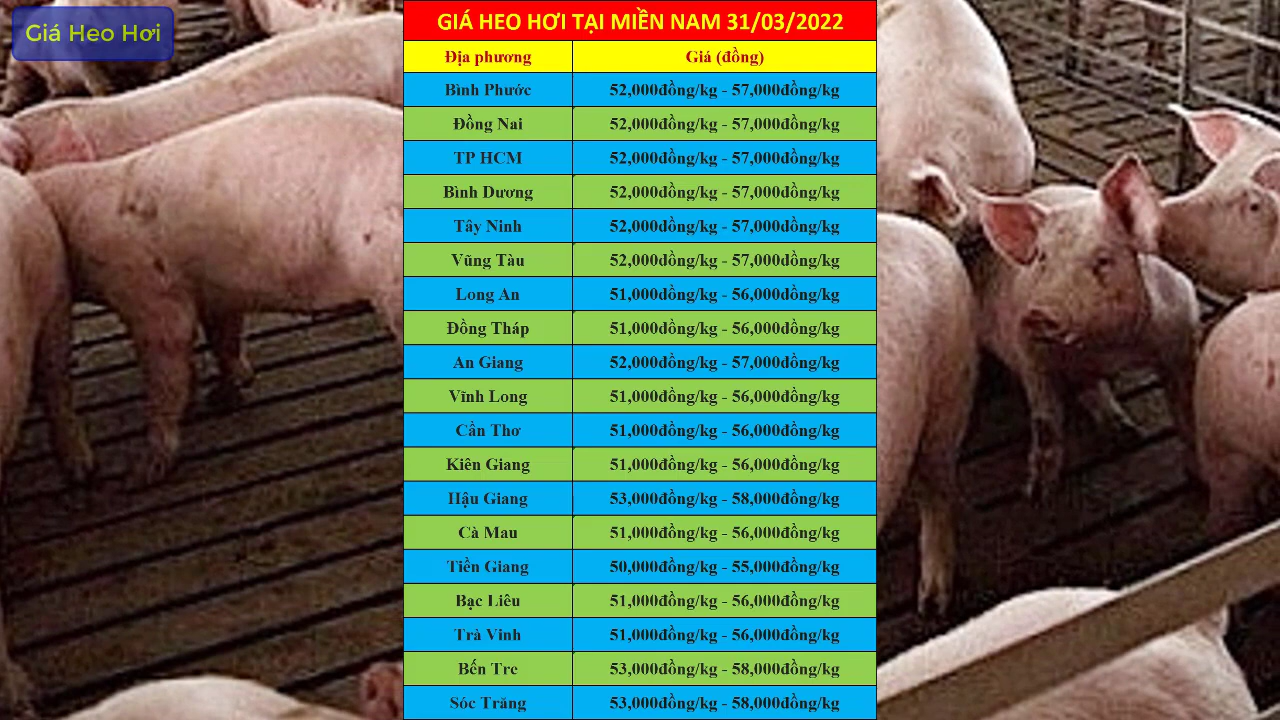 Giá Heo Hơi
GIÁ HEO HƠI TẠI MIỀN NAM 31/03/2022
Địa phương Giá (đồng)
Bình Phước 52,000đồng/kg - 57,000đồng/kg
Đồng Nai 52,000đồng/kg - 57,000đồng/kg
TP HCM 52,000đồng/kg - 57,000đồng/kg
Bình Dương 52,000đồng/kg - 57,000đồng/kg
Tây Ninh 52,000đồng/kg - 57,000đồng/kg
Vũng Tàu 52,000đồng/kg - 57,000đồng/kg
Long An 51,000đồng/kg - 56,000đồng/kg
Đồng Tháp 51,000đồng/kg - 56,000đồng/kg
An Giang 52,000đồng/kg - 57,000đồng/kg
Vĩnh Long 51,000đồng/kg - 56,000đồng/kg
Cần Thơ 51,000đồng/kg - 56,000đồng/kg
Kiên Giang 51,000đồng/kg - 56,000đồng/kg
Hậu Giang 53,000đồng/kg - 58,000đồng/kg
Cà Mau 51,000đồng/kg - 56,000đồng/kg
Tiền Giang 50,000đồng/kg - 55,000đồng/kg
Bạc Liêu 51,000đồng/kg - 56,000đồng/kg
Trà Vinh 51,000đồng/kg - 56,000đồng/kg
Bến Tre 53,000đồng/kg - 58,000đồng/kg
Sóc Trăng 53,000đồng/kg - 58,000đồng/kg